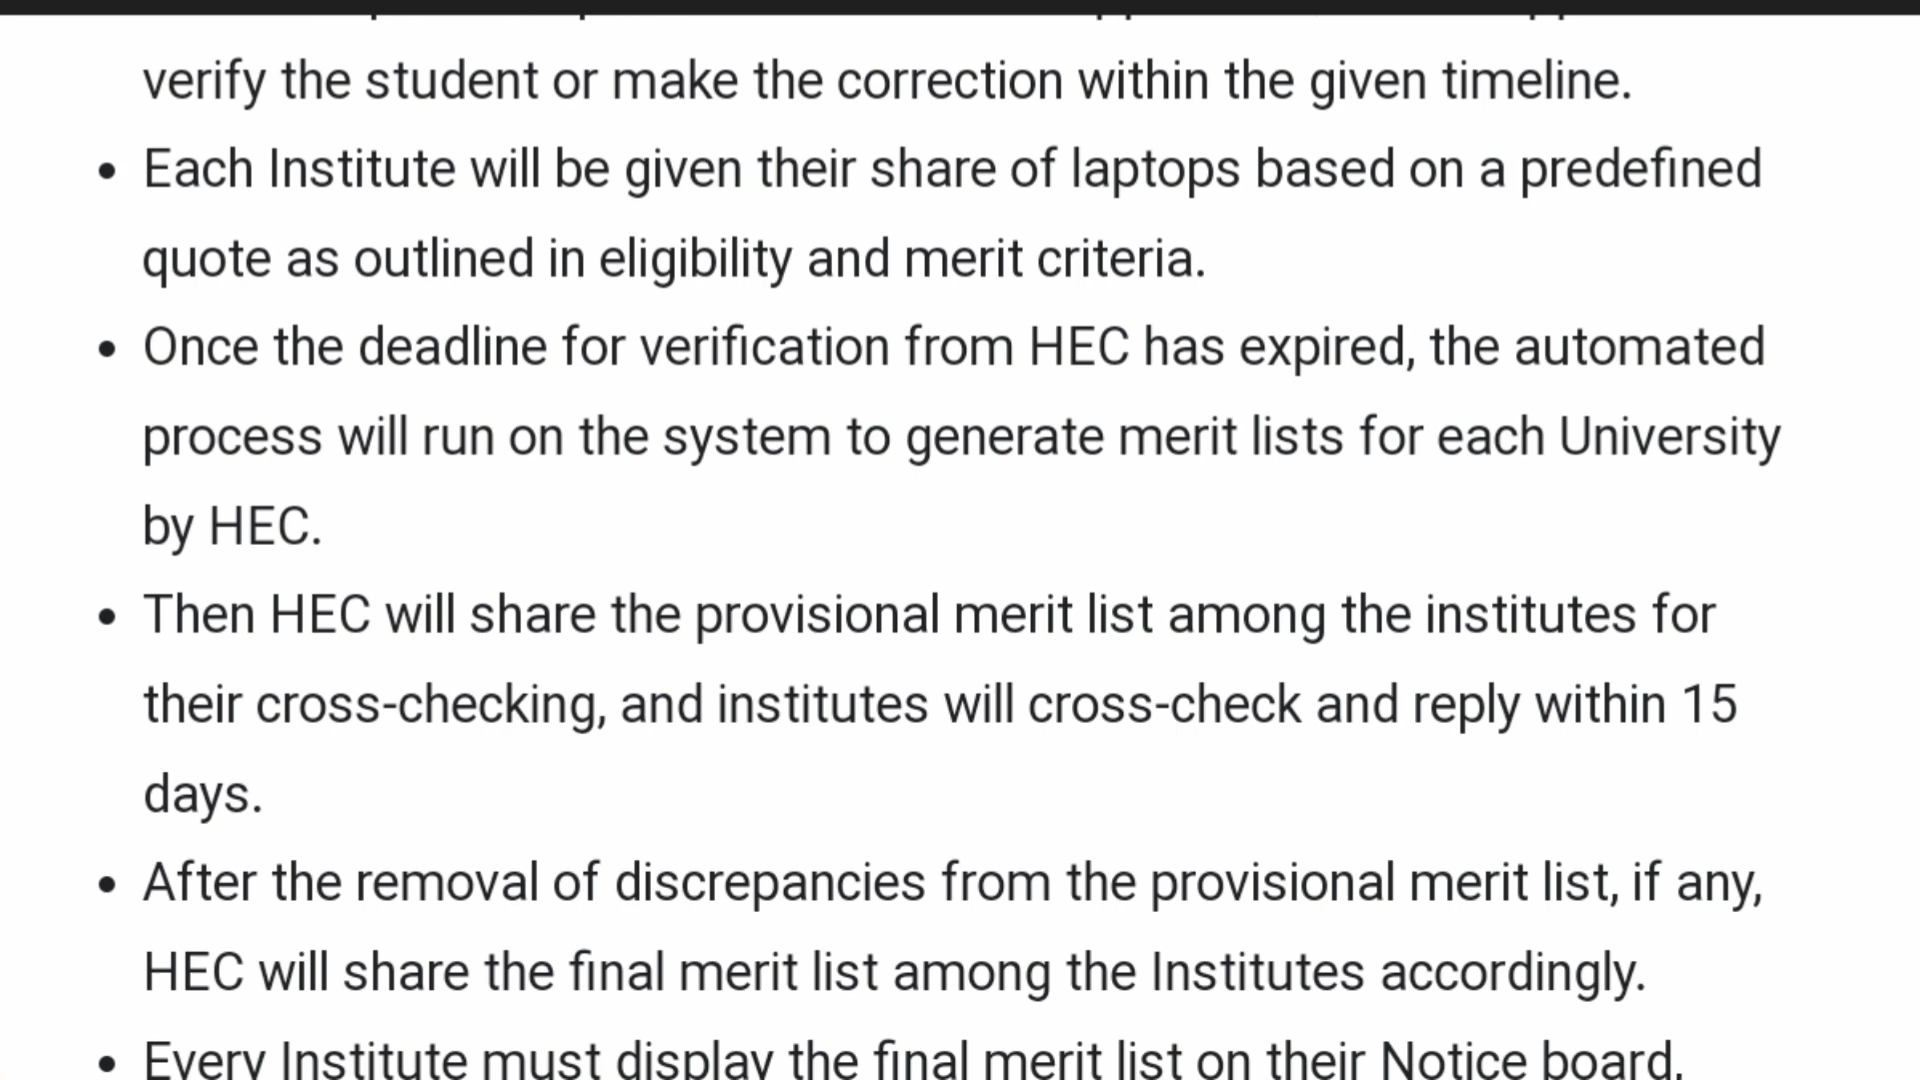 verify the student or make the correction within the given timeline.
• Each Institute will be given their share of laptops based on a predefined
quote as outlined in eligibility and merit criteria.
• Once the deadline for verification from HEC has expired, the automated
process will run on the system to generate merit lists for each University
by HEC.
• Then HEC will share the provisional merit list among the institutes for
their cross-checking, and institutes will cross-check and reply within 15
days.
• After the removal of discrepancies from the provisional merit list, if any,
HEC will share the final merit list among the Institutes accordingly.
• Every Institute must display the final merit list on their Notice board,